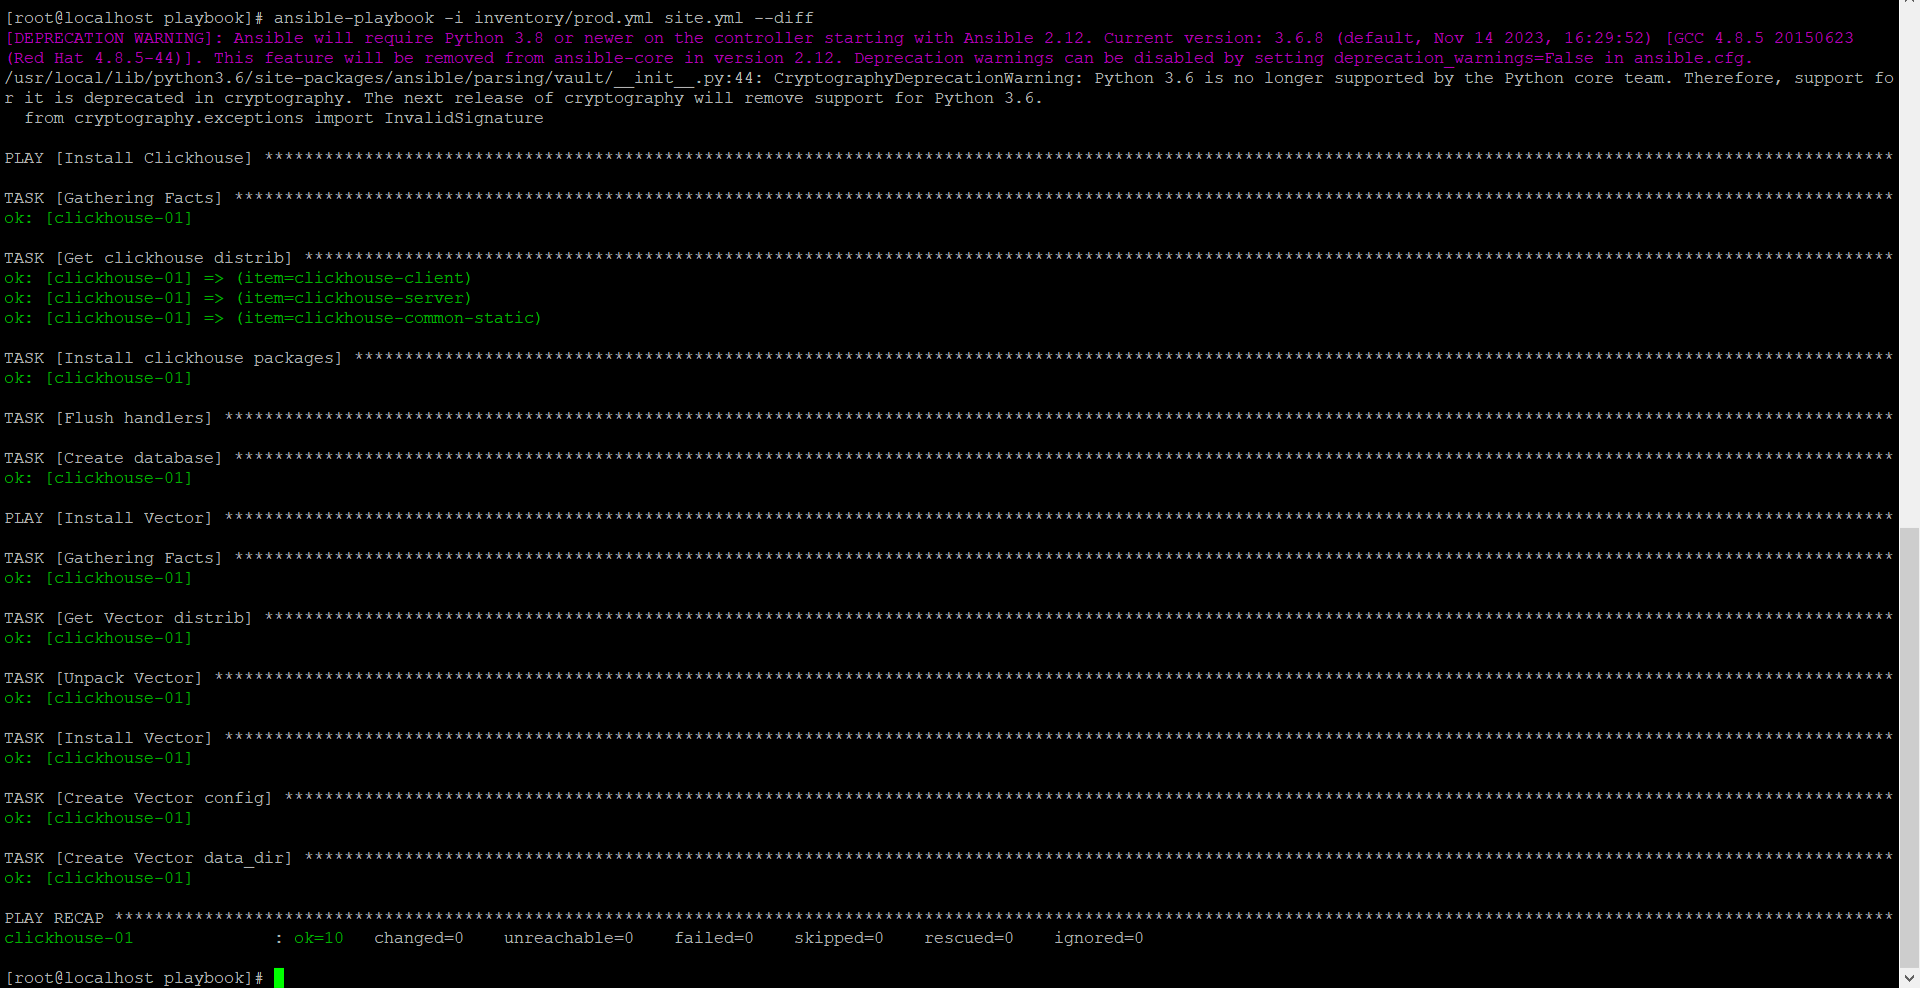 [root@localhost playbook]# ansible-playbook -i inventory/prod.yml site.yml --diff
[DEPRECATION WARNING]: Ansible will require Python 3.8 or newer on the controller starting with Ansible 2.12. Current version: 3.6.8 (default, Nov 14 2023, 16:29:52) [GCC 4.8.5 20150623
(Red Hat 4.8.5-44)]. This feature will be removed from ansible-core in version 2.12. Deprecation warnings can be disabled by setting deprecation_warnings=False in ansible.cfg.
/usr/local/lib/python3.6/site-packages/ansible/parsing/vault/__init__.py:44: CryptographyDeprecationWarning: Python 3.6 is no longer supported by the Python core team. Therefore, support fo
r it is deprecated in cryptography. The next release of cryptography will remove support for Python 3.6.
from cryptography.exceptions import InvalidSignature
PLAY [Install Clickhouse] ***************************************************************************************************************************************************************
TASK [Gathering Facts] ******************************************************************************************************************************************************************
ok: [clickhouse-01]
TASK [Get clickhouse distrib] ***********************************************************************************************************************************************************
ok: [clickhouse-01] => (item=clickhouse-client)
ok: [clickhouse-01] => (item=clickhouse-server)
ok: [clickhouse-01] => (item=clickhouse-common-static)
TASK [Install clickhouse packages] ******************************************************************************************************************************************************
ok: [clickhouse-01]
TASK [Flush handlers] *******************************************************************************************************************************************************************
TASK [Create database] ******************************************************************************************************************************************************************
ok: [clickhouse-01]
PLAY [Install Vector] *******************************************************************************************************************************************************************
TASK [Gathering Facts] ******************************************************************************************************************************************************************
ok: [clickhouse-01]
TASK [Get Vector distrib] ***************************************************************************************************************************************************************
ok: [clickhouse-01]
TASK [Unpack Vector] ********************************************************************************************************************************************************************
ok: [clickhouse-01]
TASK [Install Vector] *******************************************************************************************************************************************************************
ok: [clickhouse-01]
TASK [Create Vector config] *************************************************************************************************************************************************************
ok: [clickhouse-01]
TASK [Create Vector data_dir] ***********************************************************************************************************************************************************
ok: [clickhouse-01]
PLAY RECAP ******************************************************************************************************************************************************************************
clickhouse-01 : ok=10 changed=0 unreachable=0 failed=0 skipped=0 rescued=0 ignored=0
[root@localhost playbook]#